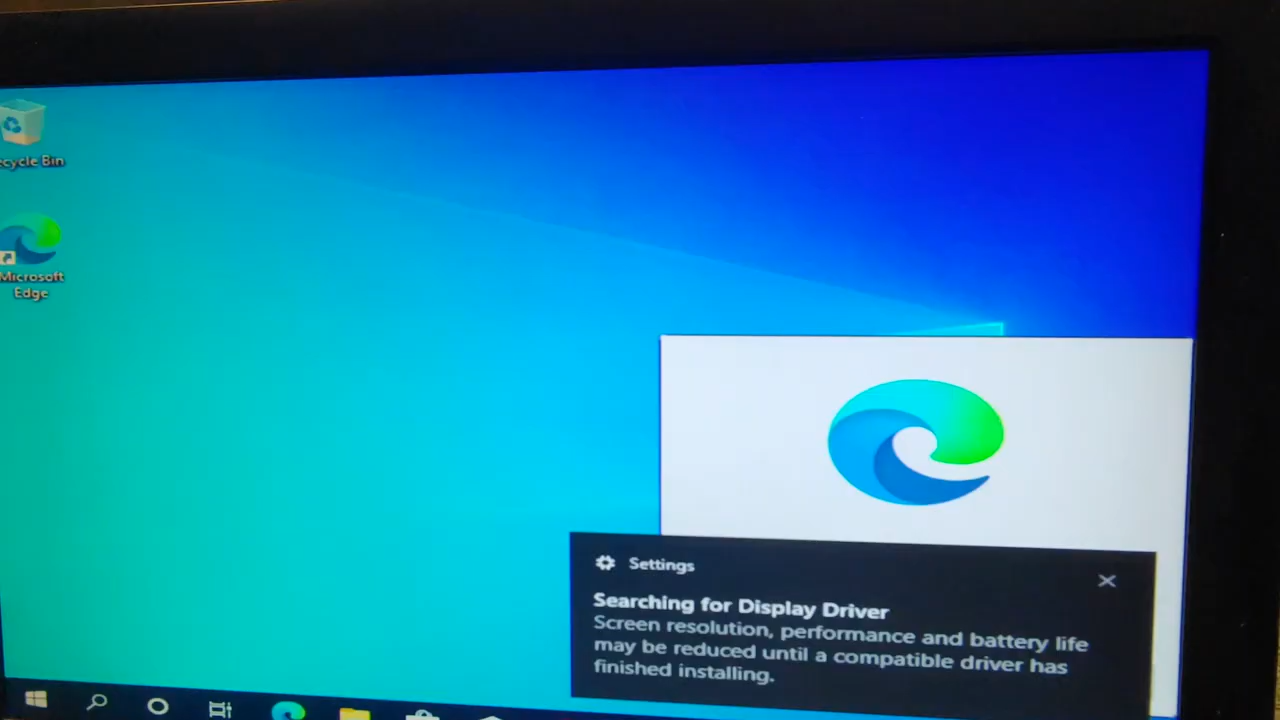 ecycle Bin
Microsoft
Edge
Settings
Searching for Display Driver
Screen resolution, performance and battery life
may be reduced until a compatible driver has
finished installing.